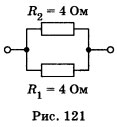 R₂ = 4 Ом
R₁ = 4 Ом
Рис. 121